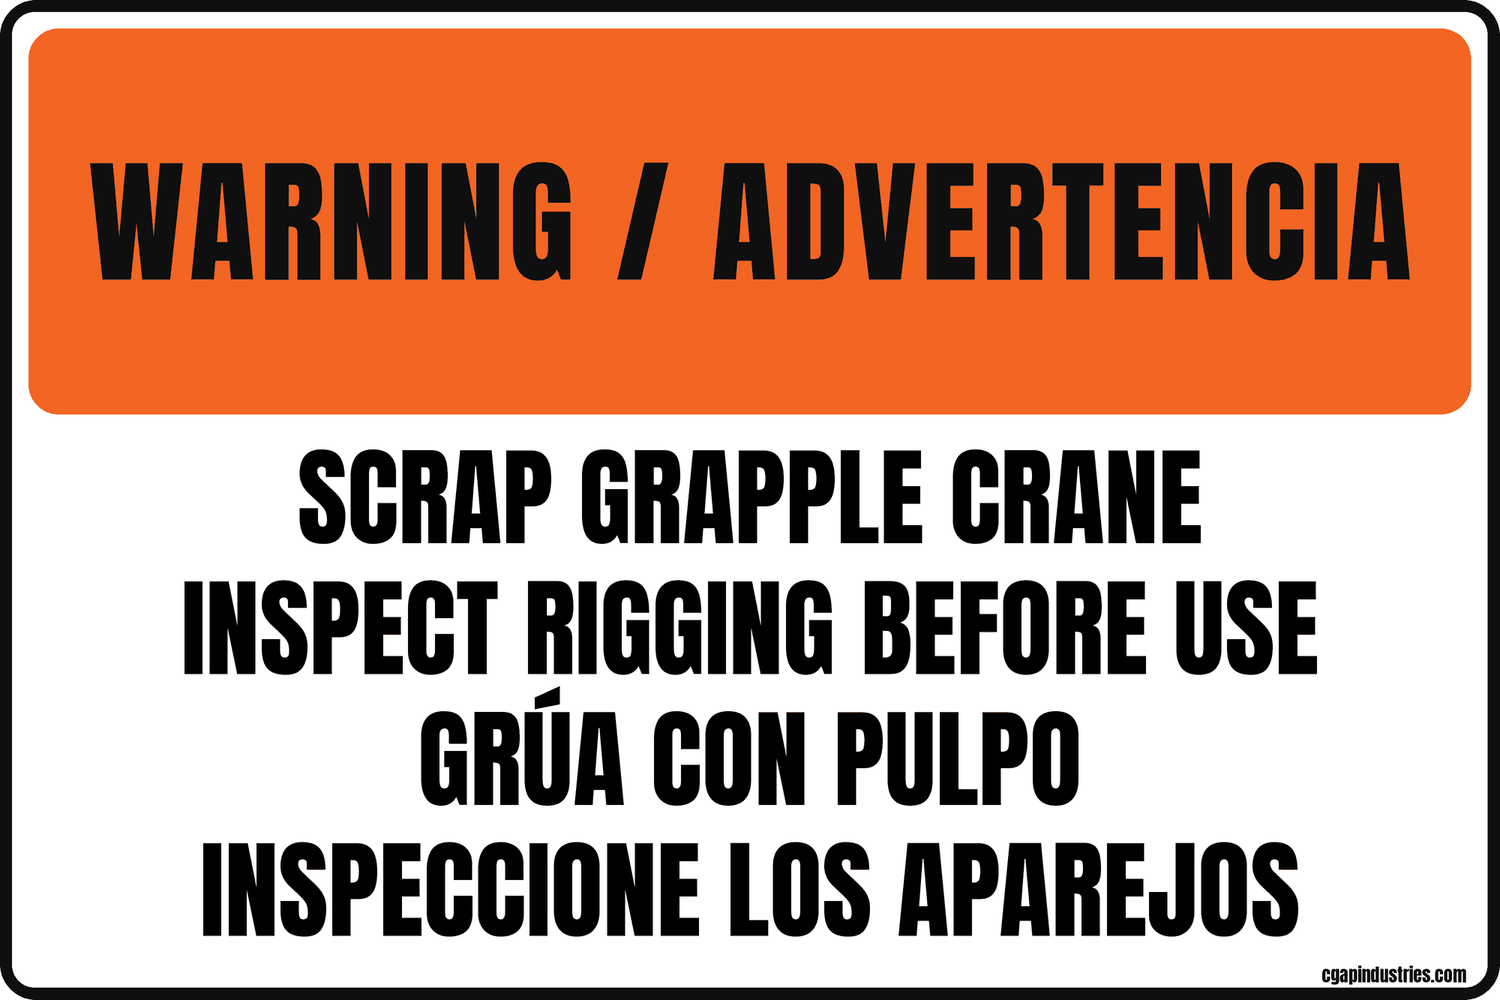 WARNING / ADVERTENCIA
SCRAP GRAPPLE CRANE
INSPECT RIGGING BEFORE USE
GRÚA CON PULPO
INSPECCIONE LOS APAREJOS
cgapindustries.com